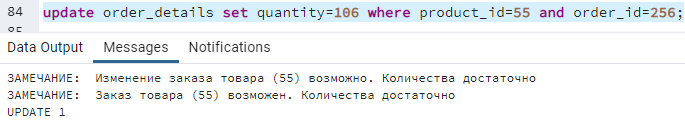 84 update order_details set quantity=106 where product_id=55 and order_id=256;
Data Output Messages Notifications
ЗАМЕЧАНИЕ: Изменение заказа товара (55) возможно. Количества достаточно
ЗАМЕЧАНИЕ: Заказ товара (55) возможен. Количества достаточно
UPDATE 1